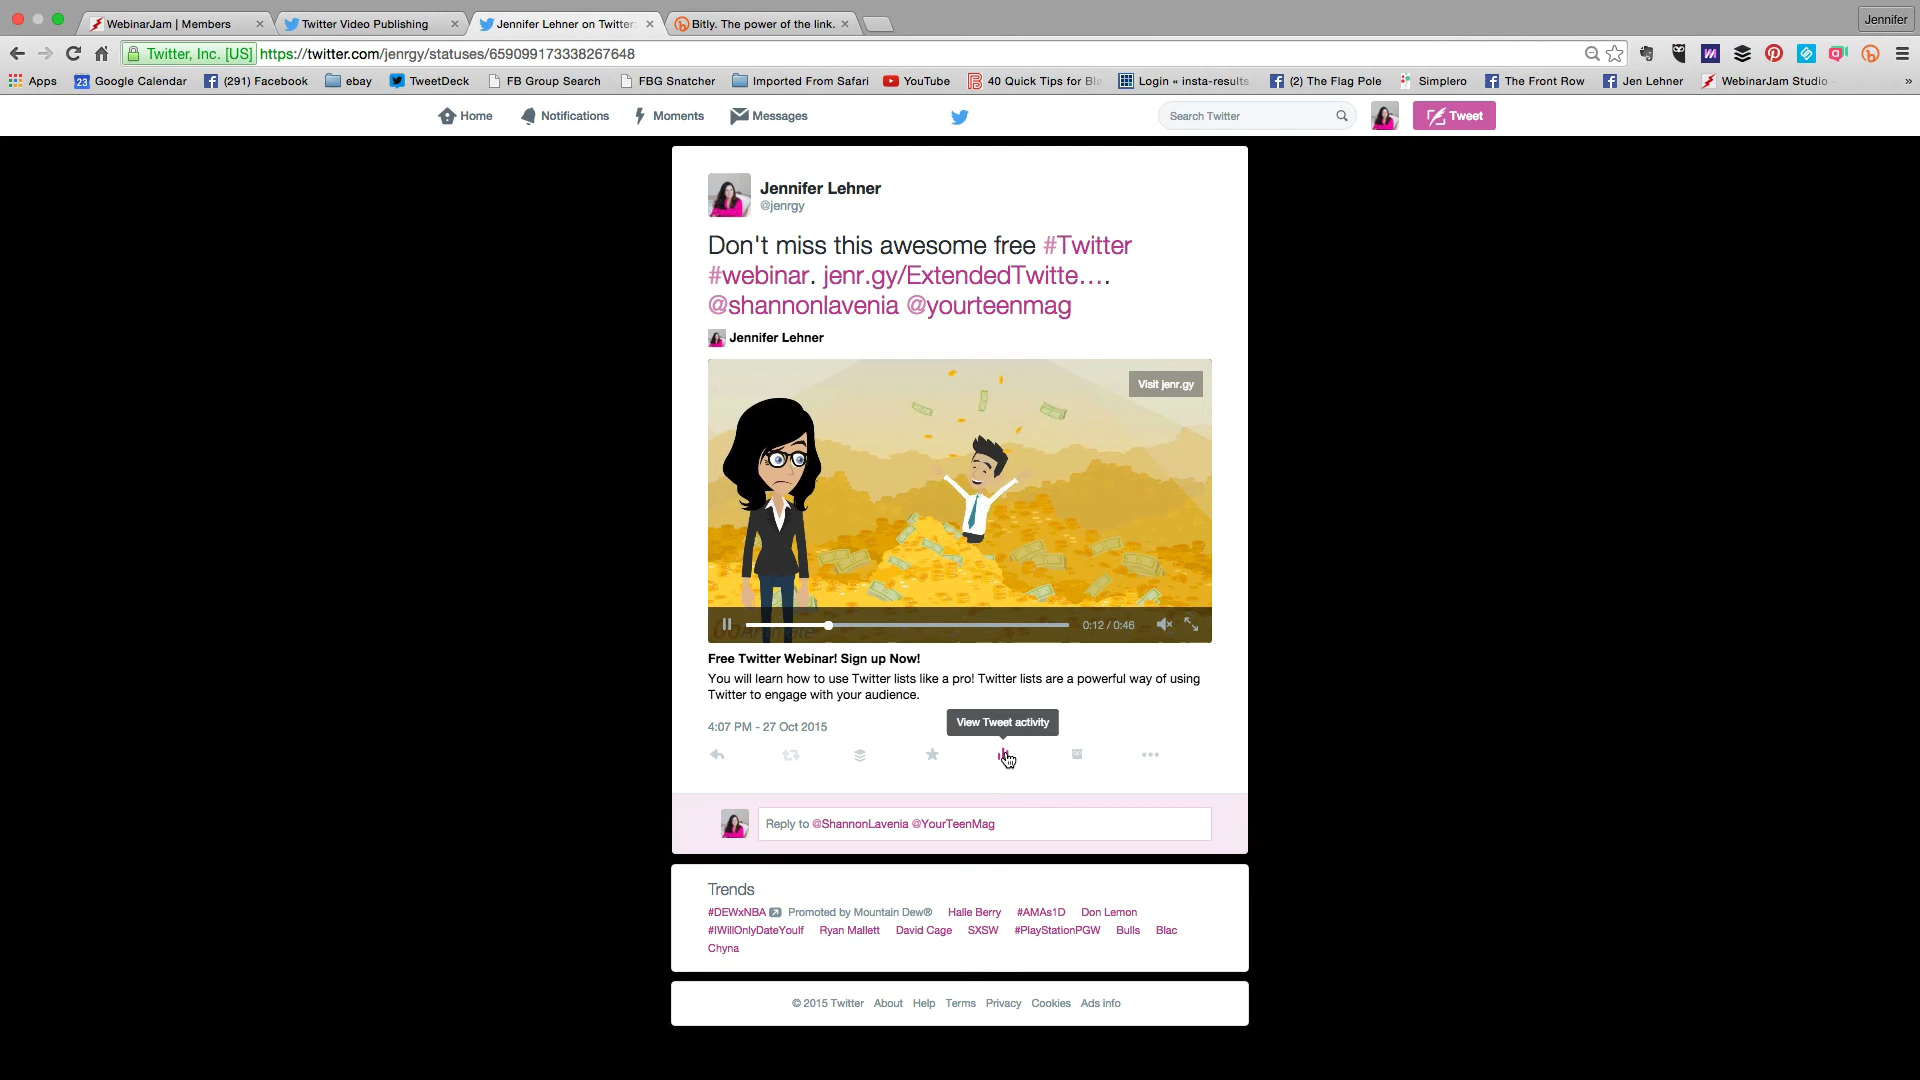 WebinarJam | Members
Twitter Video Publishing
Jennifer Lehner on Twitter:
Bitly. The power of the link.
Jennifer
Twitter, Inc. [US] https://twitter.com/jenrgy/statuses/659099173338267648
Apps
23 Google Calendar
(291) Facebook
ebay
TweetDeck
FB Group Search
FBG Snatcher
Imported From Safari
YouTube
40 Quick Tips for Ble
Login « insta-results
(2) The Flag Pole
Simplero
The Front Row
Jen Lehner
WebinarJam Studio
»
Home
Notifications
Moments
Messages
Search Twitter
Tweet
Jennifer Lehner
@jenrgy
Don't miss this awesome free #Twitter
#webinar. jenr.gy/ExtendedTwitte….
@shannonlavenia @yourteenmag
Jennifer Lehner
Visit jenr.gy
GoAnimate
0:12 / 0:46
Free Twitter Webinar! Sign up Now!
You will learn how to use Twitter lists like a pro! Twitter lists are a powerful way of using
Twitter to engage with your audience.
View Tweet activity
4:07 PM - 27 Oct 2015
Reply to @ShannonLavenia @YourTeenMag
Trends
#DEWxNBA Promoted by Mountain Dew® Halle Berry #AMAs1D Don Lemon
#IWillOnlyDateYouIf Ryan Mallett David Cage SXSW #PlayStationPGW Bulls Blac
Chyna
© 2015 Twitter About Help Terms Privacy Cookies Ads info